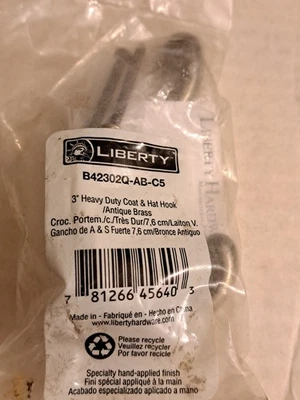 LIBERTY
B42302Q-AB-C5
3" Heavy Duty Coat & Hat Hook
/Antique Brass
Croc. Portem./c./Très Dur/7,6 cm/Laiton V.
Gancho de A & S Fuerte 7,6 cm/Bronce Antiguo
7 81266 45640 3
Made in - Fabriqué en - Hecho en China
www.libertyhardware.com
Please recycle
Veuillez recycler
Por favor recicle
Specialty hand-applied finish
Fini spécial appliqué à la main
Acabado especializado aplicado a mano
LIBERTY HARDW